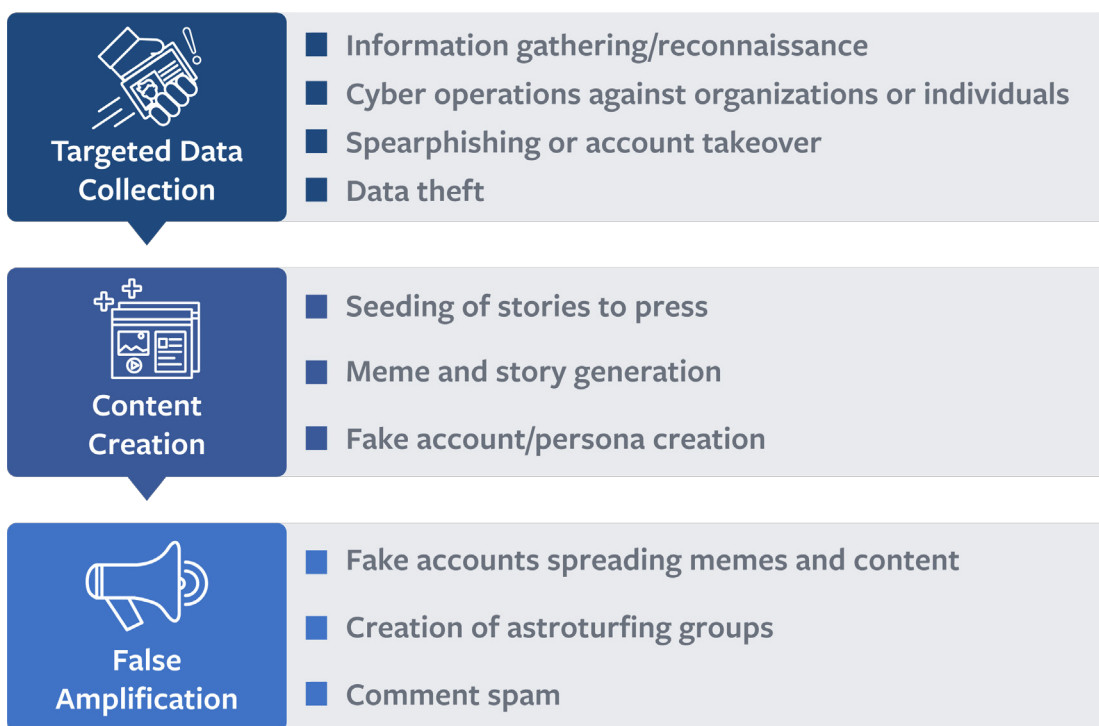 Targeted Data
Collection
Information gathering/reconnaissance
Cyber operations against organizations or individuals
Spearphishing or account takeover
Data theft
Content
Creation
Seeding of stories to press
Meme and story generation
Fake account/persona creation
False
Amplification
Fake accounts spreading memes and content
Creation of astroturfing groups
Comment spam